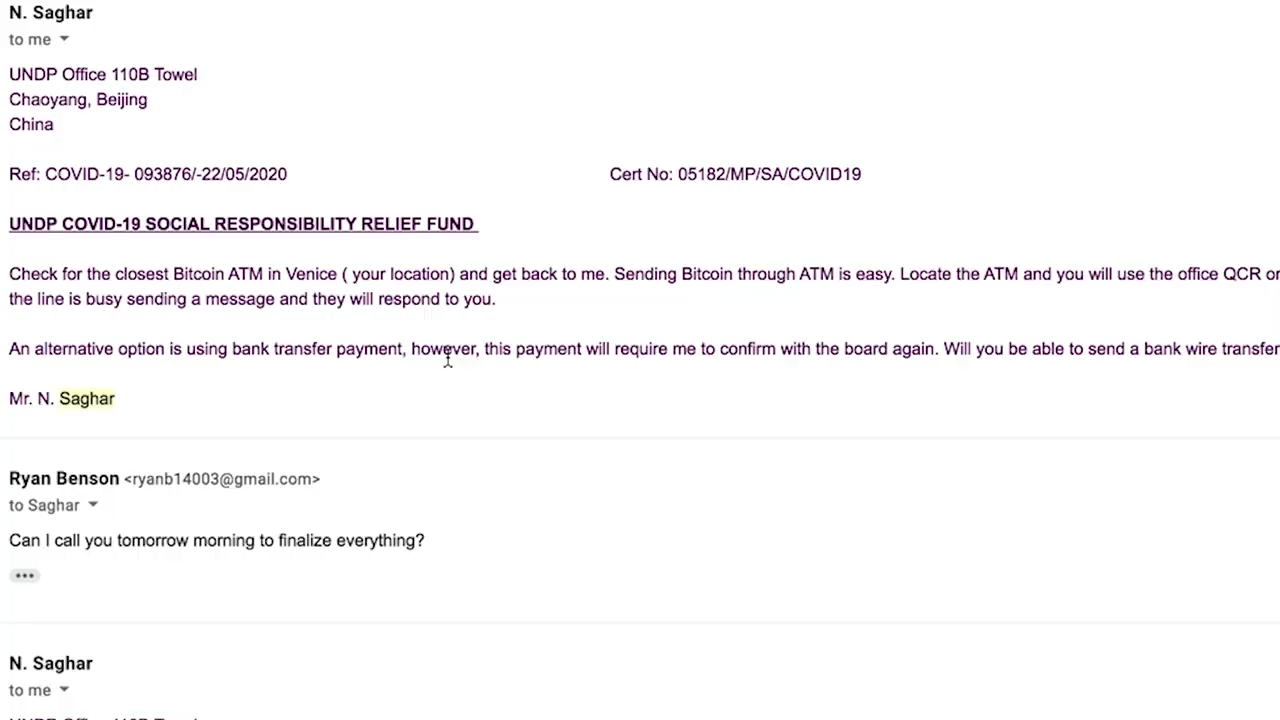 N. Saghar
to me
UNDP Office 110B Towel
Chaoyang, Beijing
China
Ref: COVID-19- 093876/-22/05/2020 Cert No: 05182/MP/SA/COVID19
UNDP COVID-19 SOCIAL RESPONSIBILITY RELIEF FUND
Check for the closest Bitcoin ATM in Venice ( your location) and get back to me. Sending Bitcoin through ATM is easy. Locate the ATM and you will use the office QCR or
the line is busy sending a message and they will respond to you.
An alternative option is using bank transfer payment, however, this payment will require me to confirm with the board again. Will you be able to send a bank wire transfer
Mr. N. Saghar
Ryan Benson <ryanb14003@gmail.com>
to Saghar
Can I call you tomorrow morning to finalize everything?
N. Saghar
to me